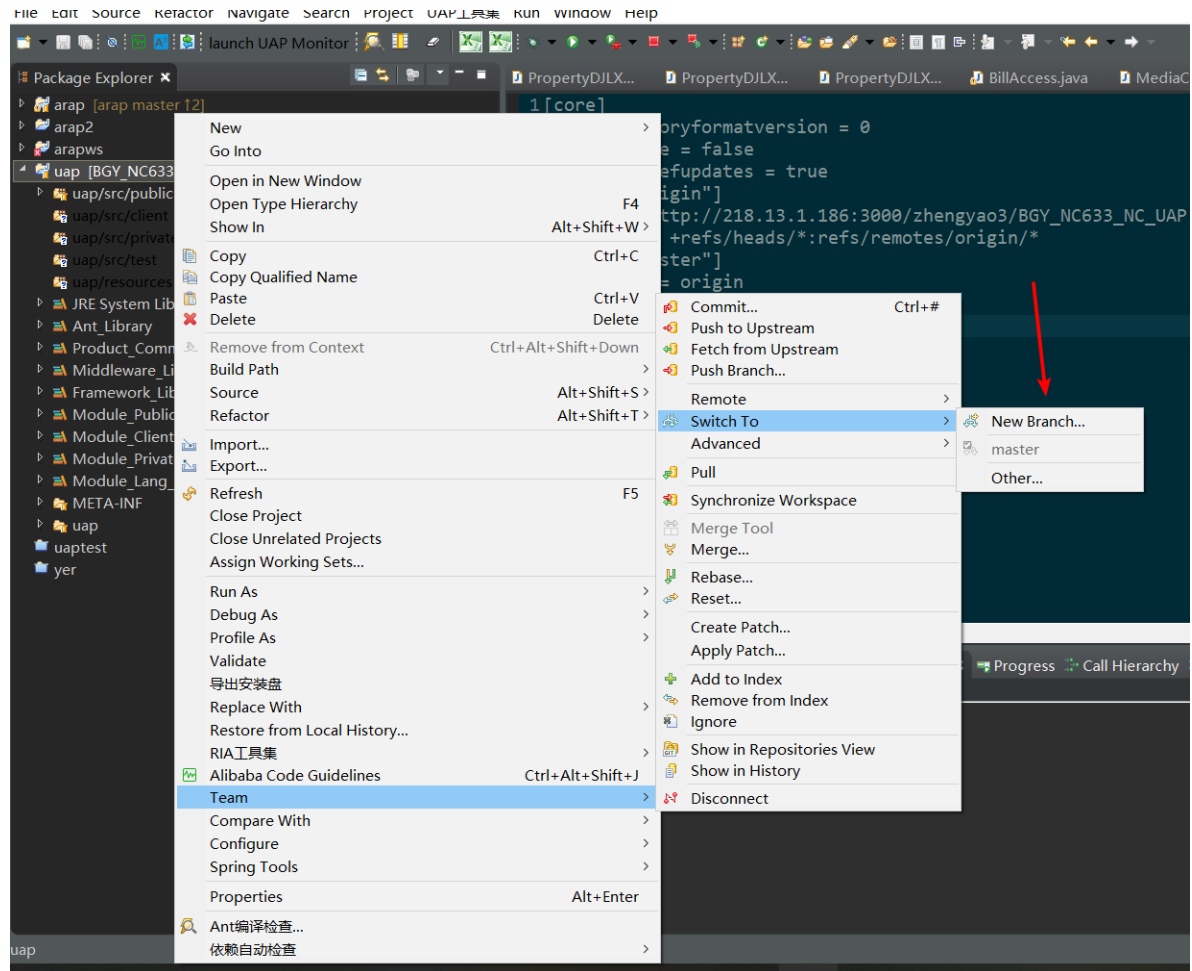 File Edit Source Refactor Navigate Search Project UAP工具集 Run Window Help
launch UAP Monitor
Package Explorer
PropertyDJLX...
PropertyDJLX...
PropertyDJLX...
BillAccess.java
MediaC
arap [arap master ↑2]
arap2
arapws
uap [BGY_NC633
uap/src/public
uap/src/client
uap/src/private
uap/src/test
uap/resources
JRE System Lib
Ant_Library
Product_Comm
Middleware_Li
Framework_Lib
Module_Public
Module_Client
Module_Privat
Module_Lang_
META-INF
uap
uaptest
yer
1 [core]
oryformatversion = 0
e = false
efupdates = true
igin"]
ttp://218.13.1.186:3000/zhengyao3/BGY_NC633_NC_UAP
+refs/heads/*:refs/remotes/origin/*
ster"]
= origin
New
Go Into
Open in New Window
Open Type Hierarchy F4
Show In Alt+Shift+W
Copy Ctrl+C
Copy Qualified Name
Paste Ctrl+V
Delete Delete
Remove from Context Ctrl+Alt+Shift+Down
Build Path
Source Alt+Shift+S
Refactor Alt+Shift+T
Import...
Export...
Refresh F5
Close Project
Close Unrelated Projects
Assign Working Sets...
Run As
Debug As
Profile As
Validate
导出安装盘
Replace With
Restore from Local History...
RIA工具集
Alibaba Code Guidelines Ctrl+Alt+Shift+J
Team
Compare With
Configure
Spring Tools
Properties Alt+Enter
Ant编译检查...
依赖自动检查
Commit... Ctrl+#
Push to Upstream
Fetch from Upstream
Push Branch...
Remote
Switch To
Advanced
Pull
Synchronize Workspace
Merge Tool
Merge...
Rebase...
Reset...
Create Patch...
Apply Patch...
Add to Index
Remove from Index
Ignore
Show in Repositories View
Show in History
Disconnect
New Branch...
master
Other...
Progress
Call Hierarchy
uap